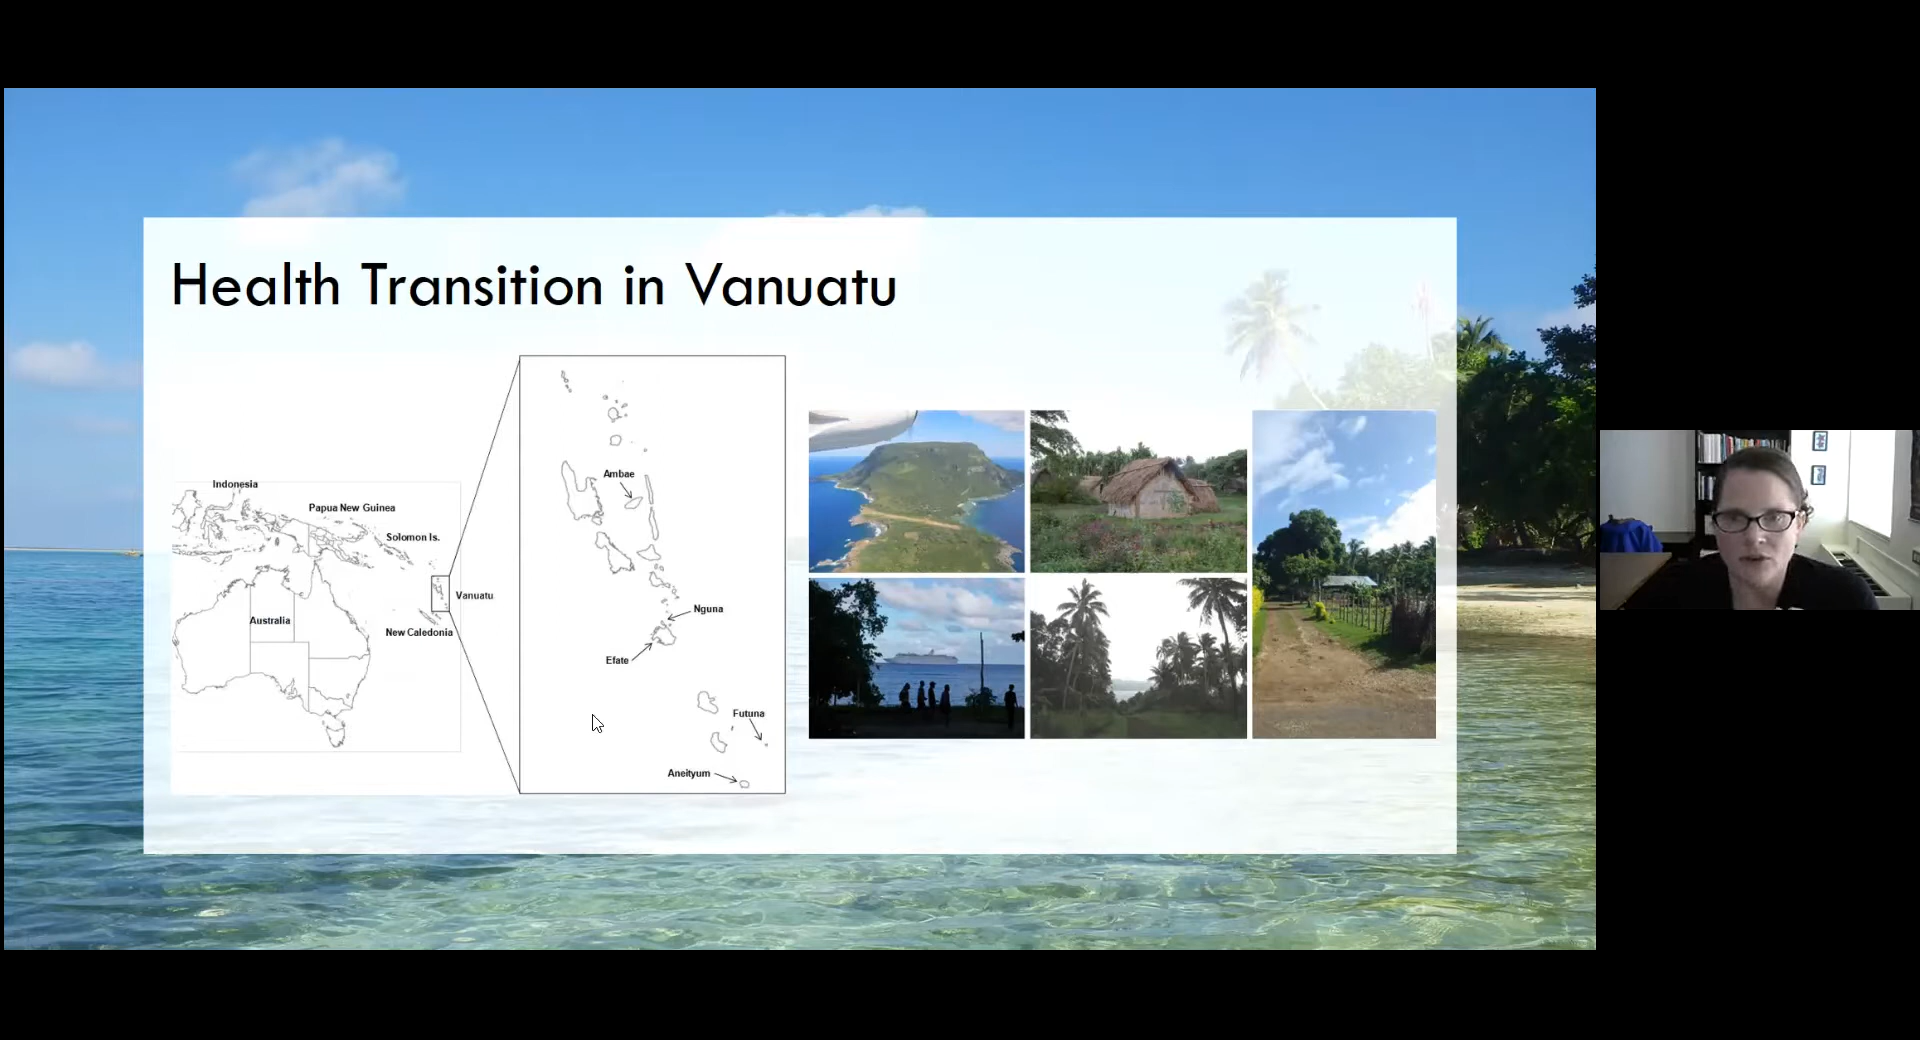 Health Transition in Vanuatu
Indonesia
Papua New Guinea
Solomon Is.
Vanuatu
Australia
New Caledonia
Ambae
Nguna
Efate
Futuna
Aneityum